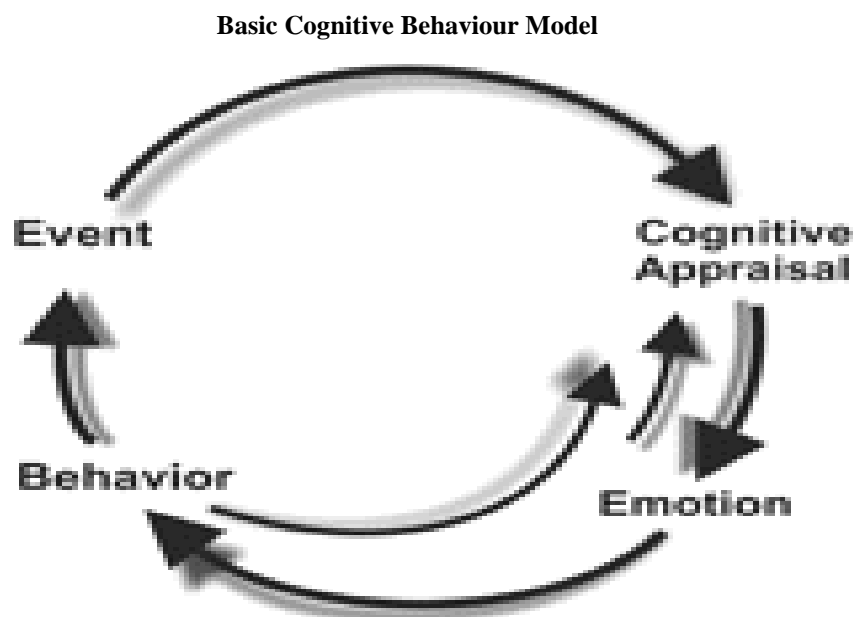 Basic Cognitive Behaviour Model
Event
Cognitive
Appraisal
Behavior
Emotion